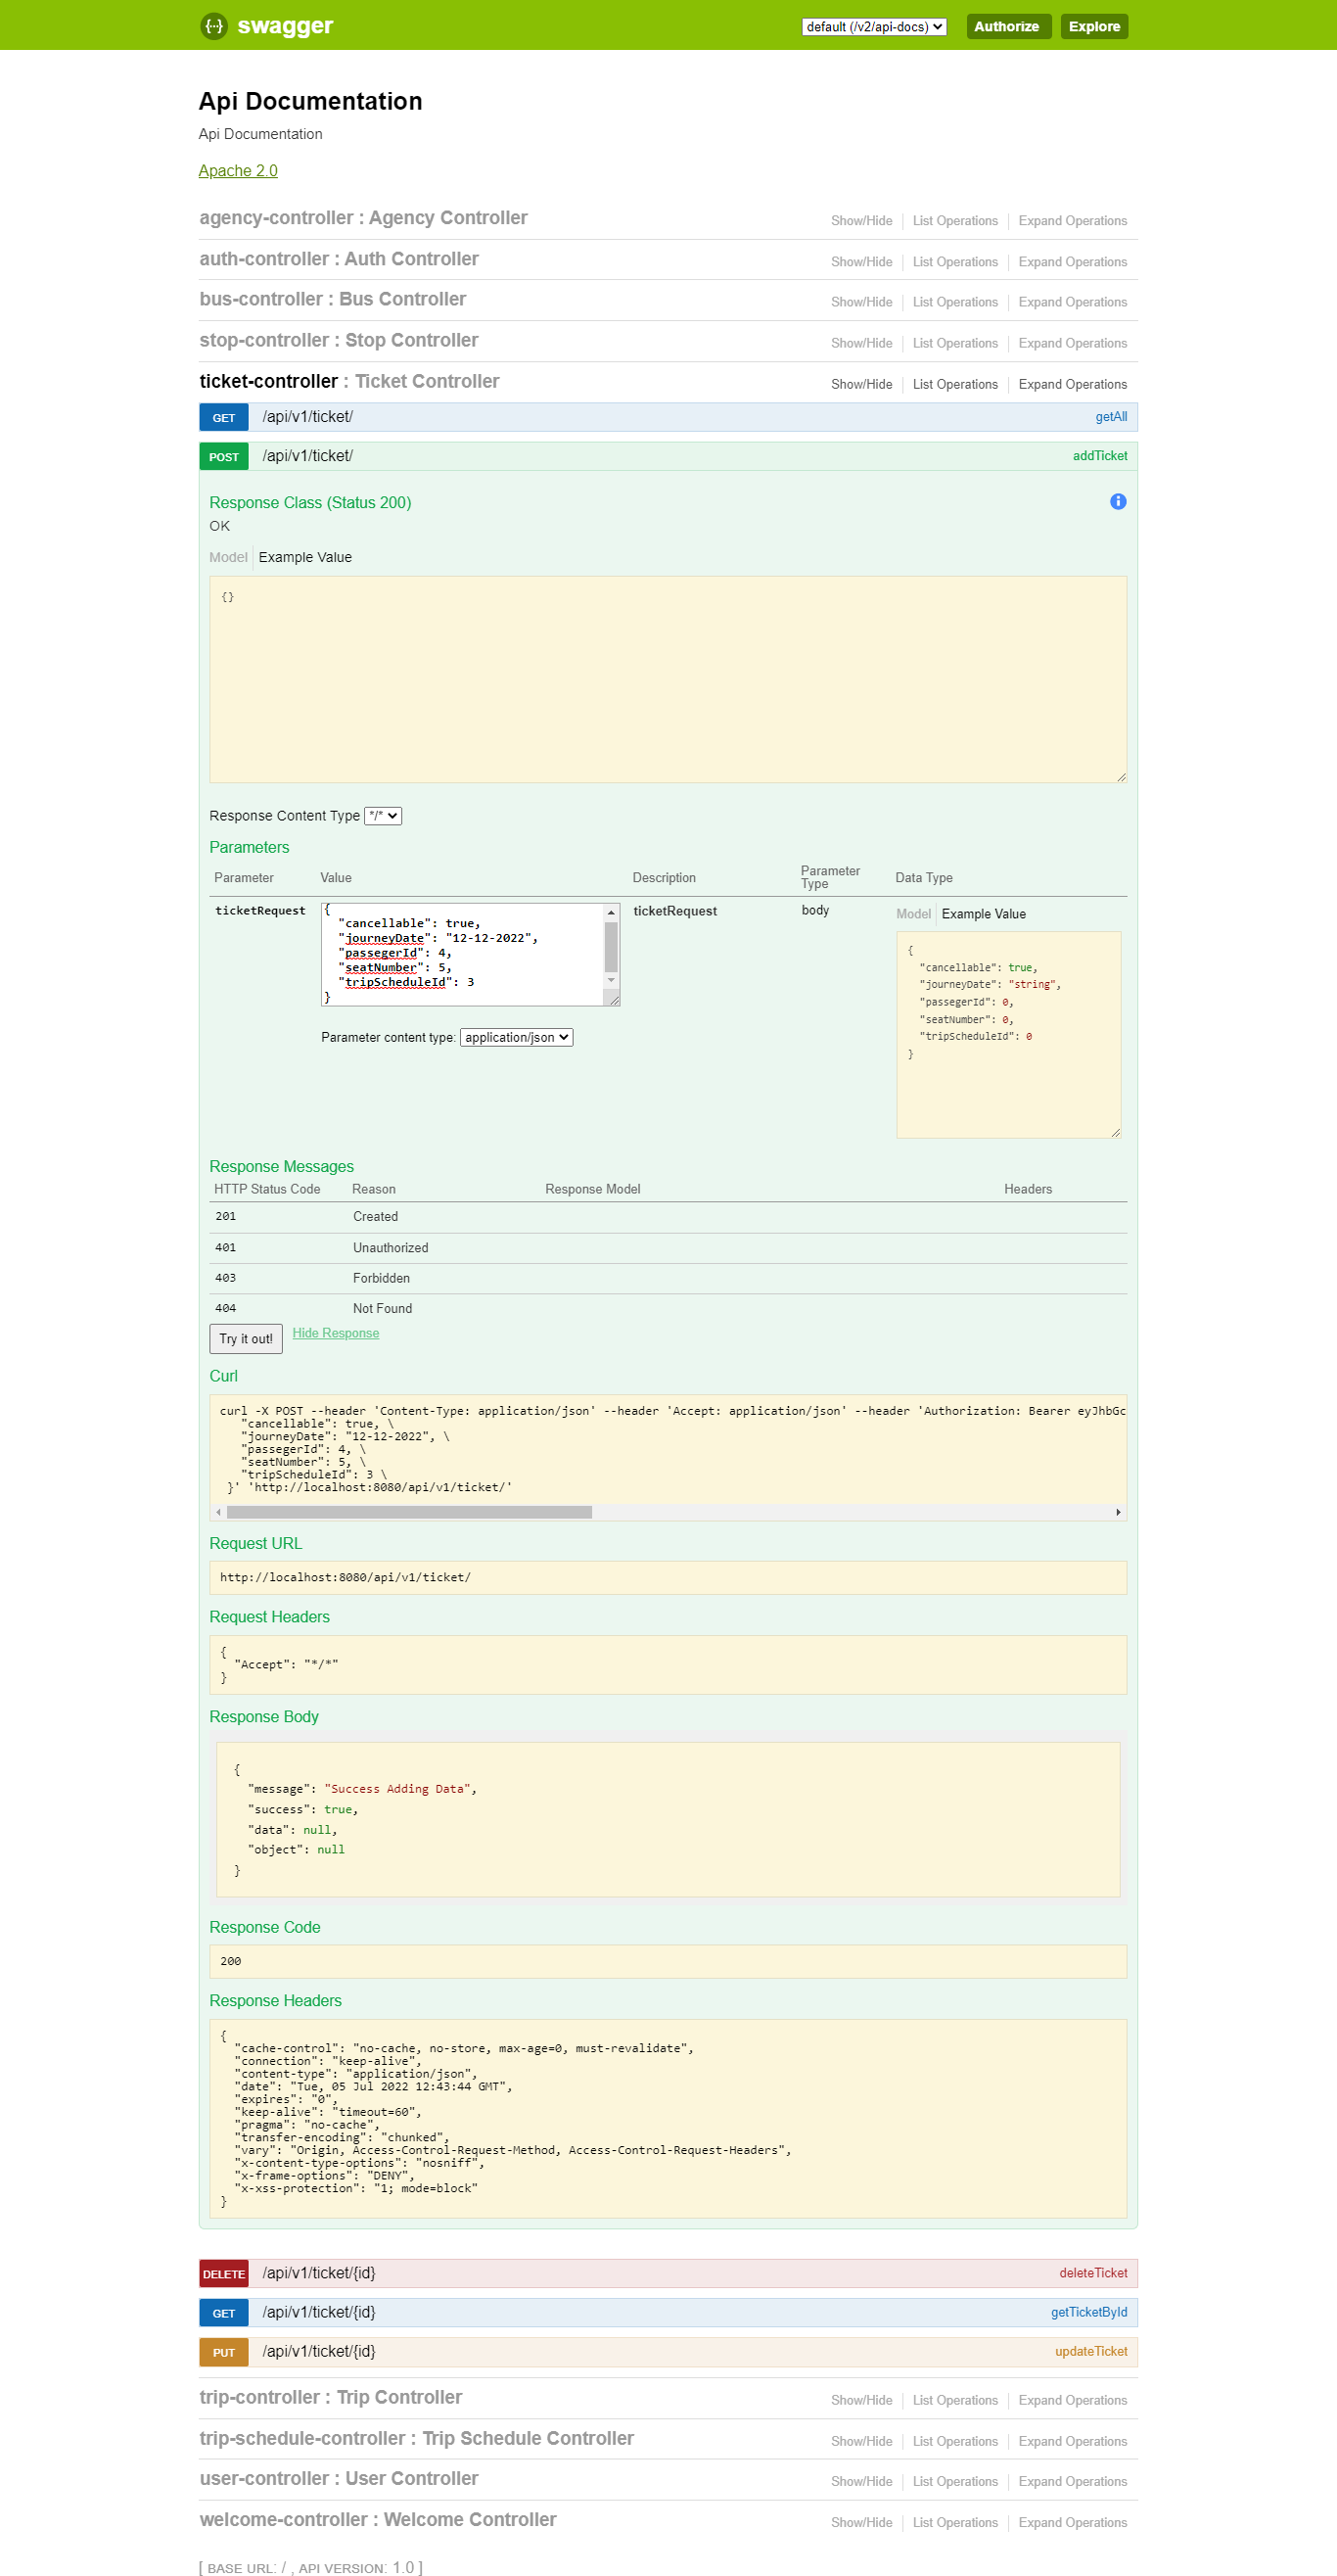 swagger
default (/v2/api-docs)
Authorize
Explore
Api Documentation
Api Documentation
Apache 2.0
agency-controller : Agency Controller
Show/Hide
List Operations
Expand Operations
auth-controller : Auth Controller
Show/Hide
List Operations
Expand Operations
bus-controller : Bus Controller
Show/Hide
List Operations
Expand Operations
stop-controller : Stop Controller
Show/Hide
List Operations
Expand Operations
ticket-controller : Ticket Controller
Show/Hide
List Operations
Expand Operations
GET /api/v1/ticket/ getAll
POST /api/v1/ticket/ addTicket
Response Class (Status 200)
OK
Model Example Value
{}
Response Content Type */*
Parameters
Parameter Value Description Parameter Type Data Type
ticketRequest
{
"cancellable": true,
"journeyDate": "12-12-2022",
"passegerId": 4,
"seatNumber": 5,
"tripScheduleId": 3
}
Parameter content type: application/json
ticketRequest
body
Model Example Value
{
"cancellable": true,
"journeyDate": "string",
"passegerId": 0,
"seatNumber": 0,
"tripScheduleId": 0
}
Response Messages
HTTP Status Code Reason Response Model Headers
201 Created
401 Unauthorized
403 Forbidden
404 Not Found
Try it out! Hide Response
Curl
curl -X POST --header 'Content-Type: application/json' --header 'Accept: application/json' --header 'Authorization: Bearer eyJhbGc
"cancellable": true, \
"journeyDate": "12-12-2022", \
"passegerId": 4, \
"seatNumber": 5, \
"tripScheduleId": 3 \
}' 'http://localhost:8080/api/v1/ticket/'
Request URL
http://localhost:8080/api/v1/ticket/
Request Headers
{
"Accept": "*/*"
}
Response Body
{
"message": "Success Adding Data",
"success": true,
"data": null,
"object": null
}
Response Code
200
Response Headers
{
"cache-control": "no-cache, no-store, max-age=0, must-revalidate",
"connection": "keep-alive",
"content-type": "application/json",
"date": "Tue, 05 Jul 2022 12:43:44 GMT",
"expires": "0",
"keep-alive": "timeout=60",
"pragma": "no-cache",
"transfer-encoding": "chunked",
"vary": "Origin, Access-Control-Request-Method, Access-Control-Request-Headers",
"x-content-type-options": "nosniff",
"x-frame-options": "DENY",
"x-xss-protection": "1; mode=block"
}
DELETE /api/v1/ticket/{id} deleteTicket
GET /api/v1/ticket/{id} getTicketById
PUT /api/v1/ticket/{id} updateTicket
trip-controller : Trip Controller
Show/Hide
List Operations
Expand Operations
trip-schedule-controller : Trip Schedule Controller
Show/Hide
List Operations
Expand Operations
user-controller : User Controller
Show/Hide
List Operations
Expand Operations
welcome-controller : Welcome Controller
Show/Hide
List Operations
Expand Operations
[ BASE URL: / , API VERSION: 1.0 ]